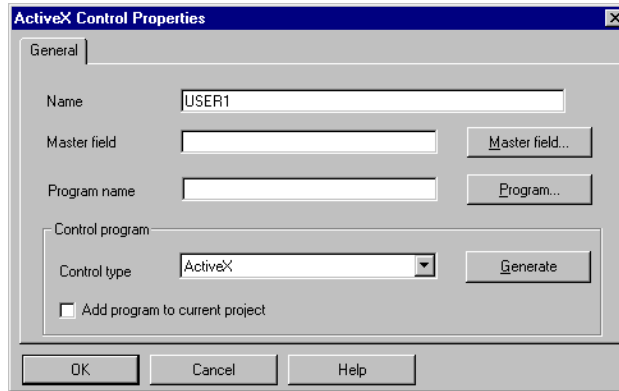 ActiveX Control Properties
General
Name USER1
Master field Master field...
Program name Program...
Control program
Control type ActiveX Generate
Add program to current project
OK Cancel Help